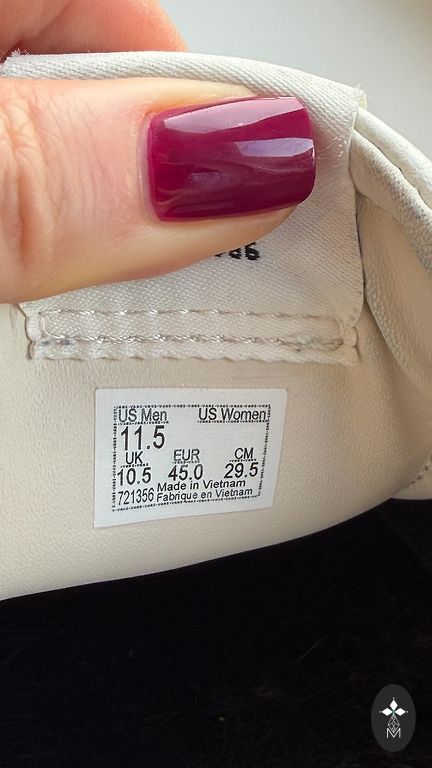 US Men US Women
11.5
UK EUR CM
10.5 45.0 29.5
Made in Vietnam
721356 Fabrique en Vietnam
M